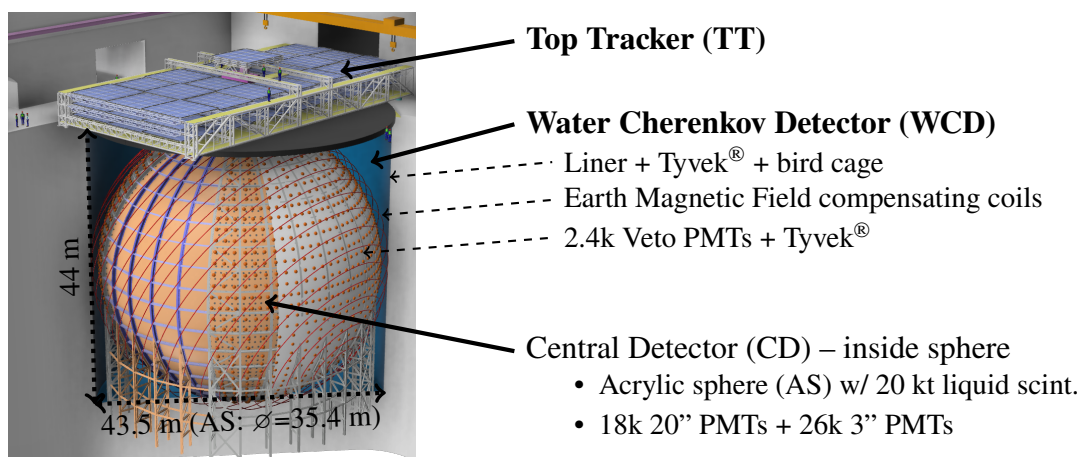 Top Tracker (TT)
Water Cherenkov Detector (WCD)
Liner + Tyvek® + bird cage
Earth Magnetic Field compensating coils
2.4k Veto PMTs + Tyvek®
44 m
Central Detector (CD) – inside sphere
• Acrylic sphere (AS) w/ 20 kt liquid scint.
43.5 m (AS: ∅=35.4 m)
• 18k 20” PMTs + 26k 3” PMTs